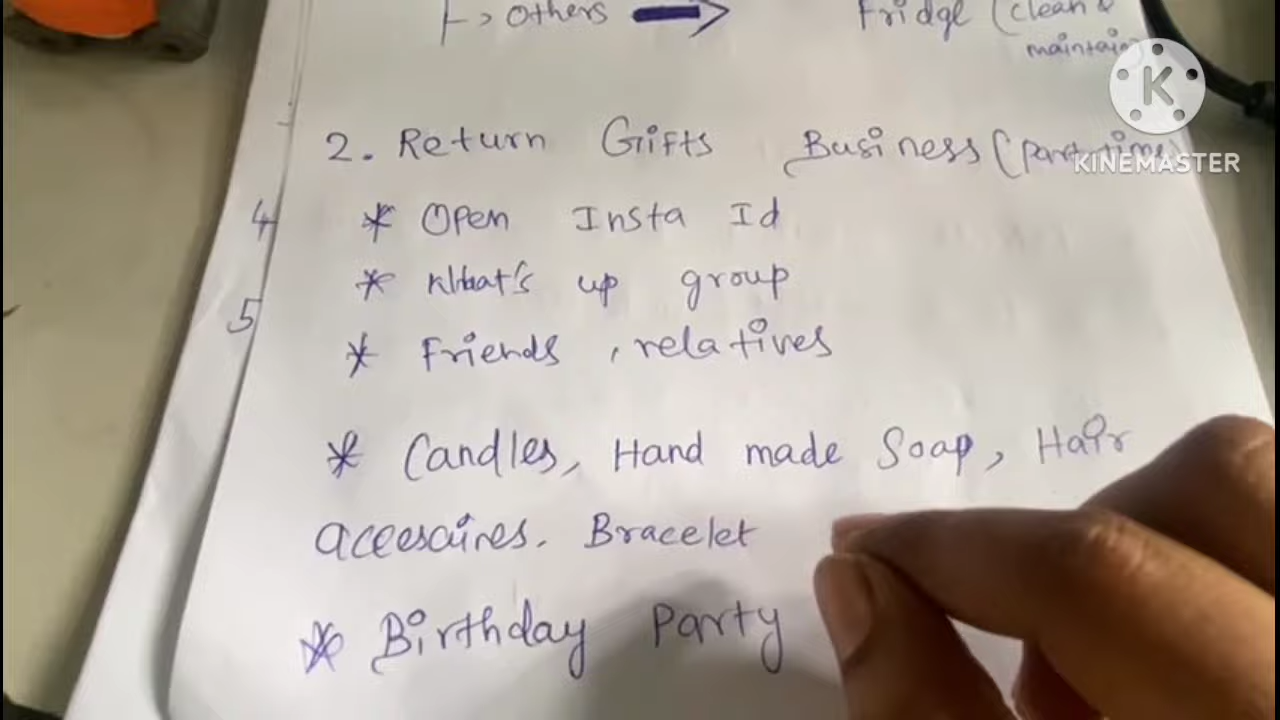 ↦ Others → Fridge (clean &
maintain
2. Return Gifts Business (part time)
KINEMASTER
4 * Open Insta Id
* What's up group
5
* Friends, relatives
* Candles, Hand made Soap, Hair
accesaires. Bracelet
* Birthday Party